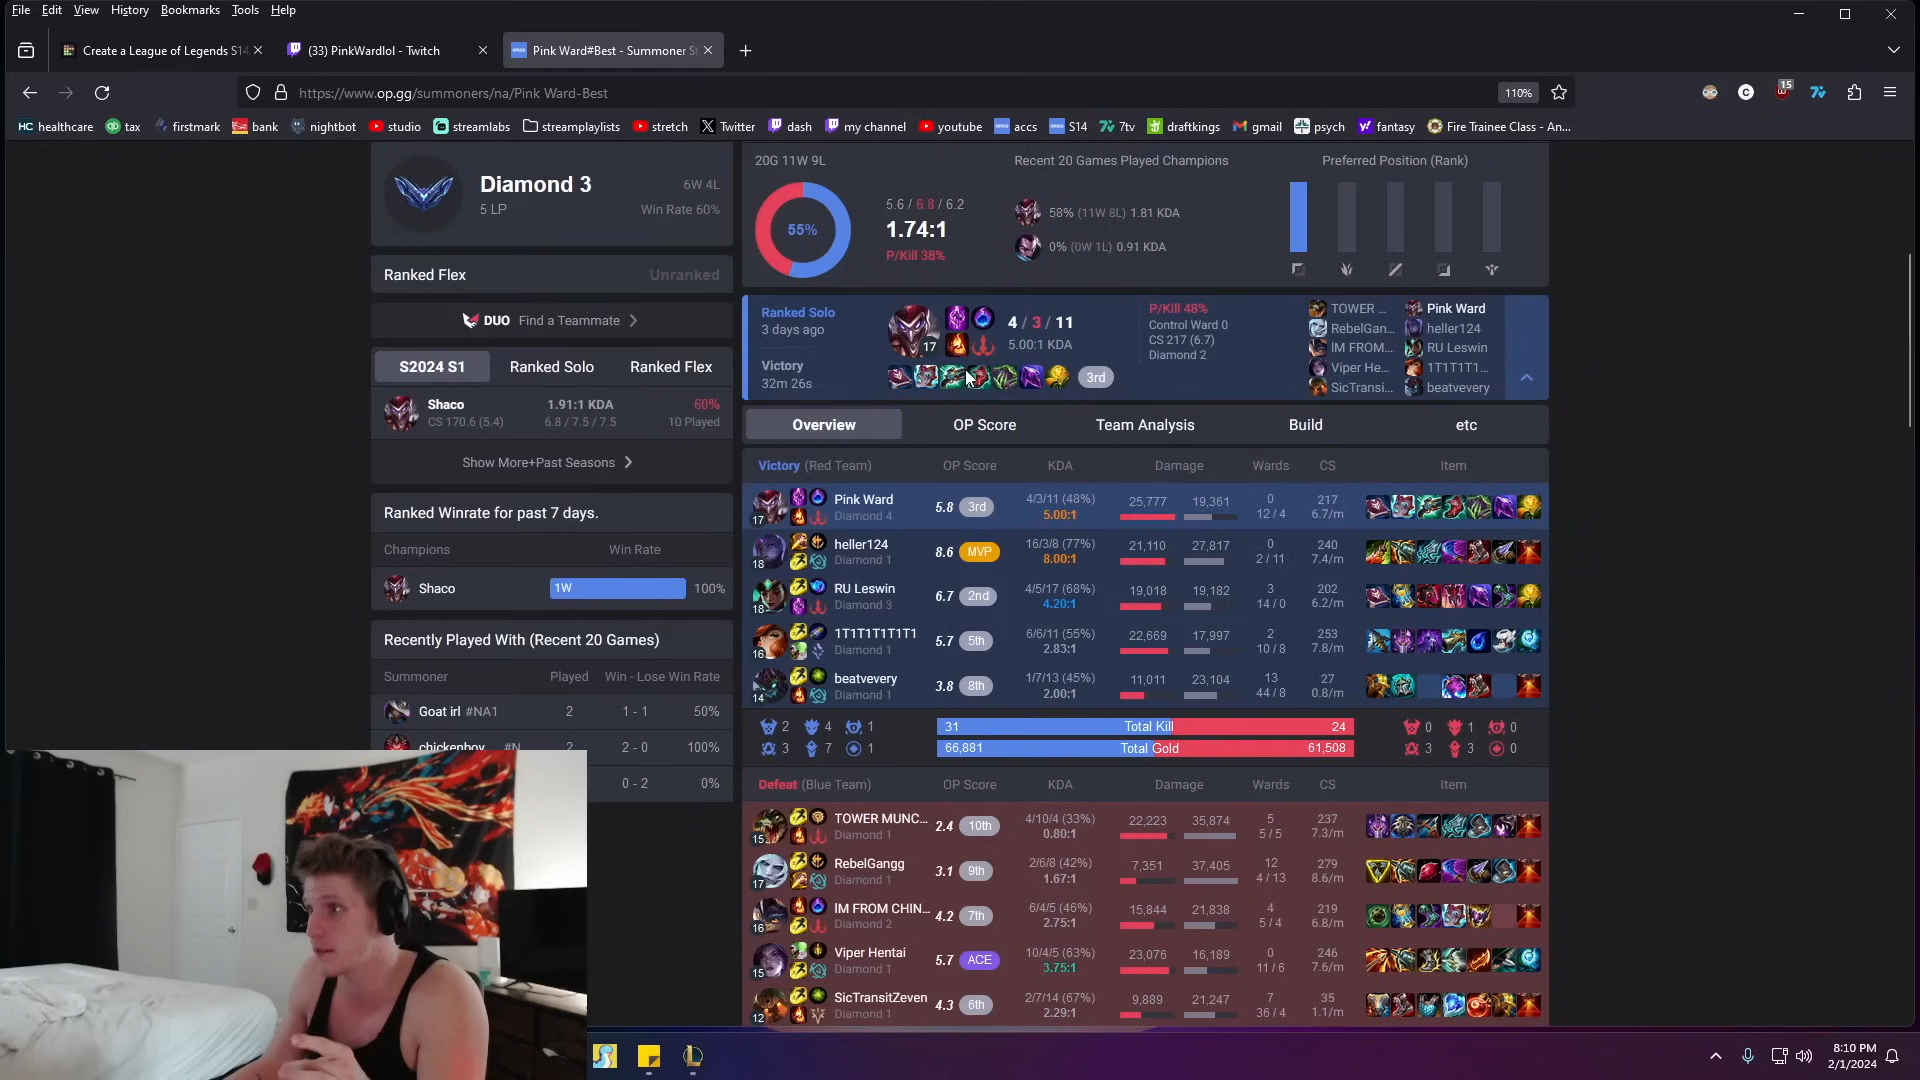 File Edit View History Bookmarks Tools Help
Create a League of Legends S14
(33) PinkWardlol - Twitch
Pink Ward#Best - Summoner S
https://www.op.gg/summoners/na/Pink Ward-Best
110%
15
HC healthcare tax firstmark bank nightbot studio streamlabs streamplaylists stretch Twitter dash my channel youtube accs S14 7tv draftkings gmail psych fantasy Fire Trainee Class - An...
Diamond 3
5 LP
6W 4L
Win Rate 60%
Ranked Flex Unranked
DUO Find a Teammate
S2024 S1 Ranked Solo Ranked Flex
Shaco 1.91:1 KDA 60%
CS 170.6 (5.4) 6.8 / 7.5 / 7.5 10 Played
Show More+Past Seasons
Ranked Winrate for past 7 days.
Champions Win Rate
Shaco 1W 100%
Recently Played With (Recent 20 Games)
Summoner Played Win - Lose Win Rate
Goat irl #NA1 2 1 - 1 50%
chickenboy #N 2 2 - 0 100%
0 - 2 0%
20G 11W 9L
55%
5.6 / 6.8 / 6.2
1.74:1
P/Kill 38%
Recent 20 Games Played Champions
58% (11W 8L) 1.81 KDA
0% (0W 1L) 0.91 KDA
Preferred Position (Rank)
Ranked Solo
3 days ago
Victory
32m 26s
17
4 / 3 / 11
5.00:1 KDA
3rd
P/Kill 48%
Control Ward 0
CS 217 (6.7)
Diamond 2
TOWER ... Pink Ward
RebelGan... heller124
IM FROM... RU Leswin
Viper He... 1T1T1T1...
SicTransi... beatvevery
Overview OP Score Team Analysis Build etc
Victory (Red Team) OP Score KDA Damage Wards CS Item
Pink Ward 4/3/11 (48%) 25,777 19,361 0 217
17 Diamond 4 5.8 3rd 5.00:1 12 / 4 6.7/m
heller124 16/3/8 (77%) 21,110 27,817 0 240
18 Diamond 1 8.6 MVP 8.00:1 2 / 11 7.4/m
RU Leswin 4/5/17 (68%) 19,018 19,182 3 202
18 Diamond 3 6.7 2nd 4.20:1 14 / 0 6.2/m
1T1T1T1T1T1 6/6/11 (55%) 22,669 17,997 2 253
16 Diamond 1 5.7 5th 2.83:1 10 / 8 7.8/m
beatvevery 1/7/13 (45%) 11,011 23,104 13 27
14 Diamond 1 3.8 8th 2.00:1 44 / 8 0.8/m
2 4 1 31 Total Kill 24 0 1 0
3 7 1 66,881 Total Gold 61,508 3 3 0
Defeat (Blue Team) OP Score KDA Damage Wards CS Item
TOWER MUNC... 4/10/4 (33%) 22,223 35,874 5 237
15 Diamond 1 2.4 10th 0.80:1 5 / 5 7.3/m
RebelGangg 2/6/8 (42%) 7,351 37,405 12 279
17 Diamond 1 3.1 9th 1.67:1 4 / 13 8.6/m
IM FROM CHIN... 6/4/5 (46%) 15,844 21,838 4 219
16 Diamond 2 4.2 7th 2.75:1 5 / 4 6.8/m
Viper Hentai 10/4/5 (63%) 23,076 16,189 0 246
15 Diamond 1 5.7 ACE 3.75:1 11 / 6 7.6/m
SicTransitZeven 2/7/14 (67%) 9,889 21,247 7 35
12 Diamond 1 4.3 6th 2.29:1 36 / 4 1.1/m
8:10 PM
2/1/2024